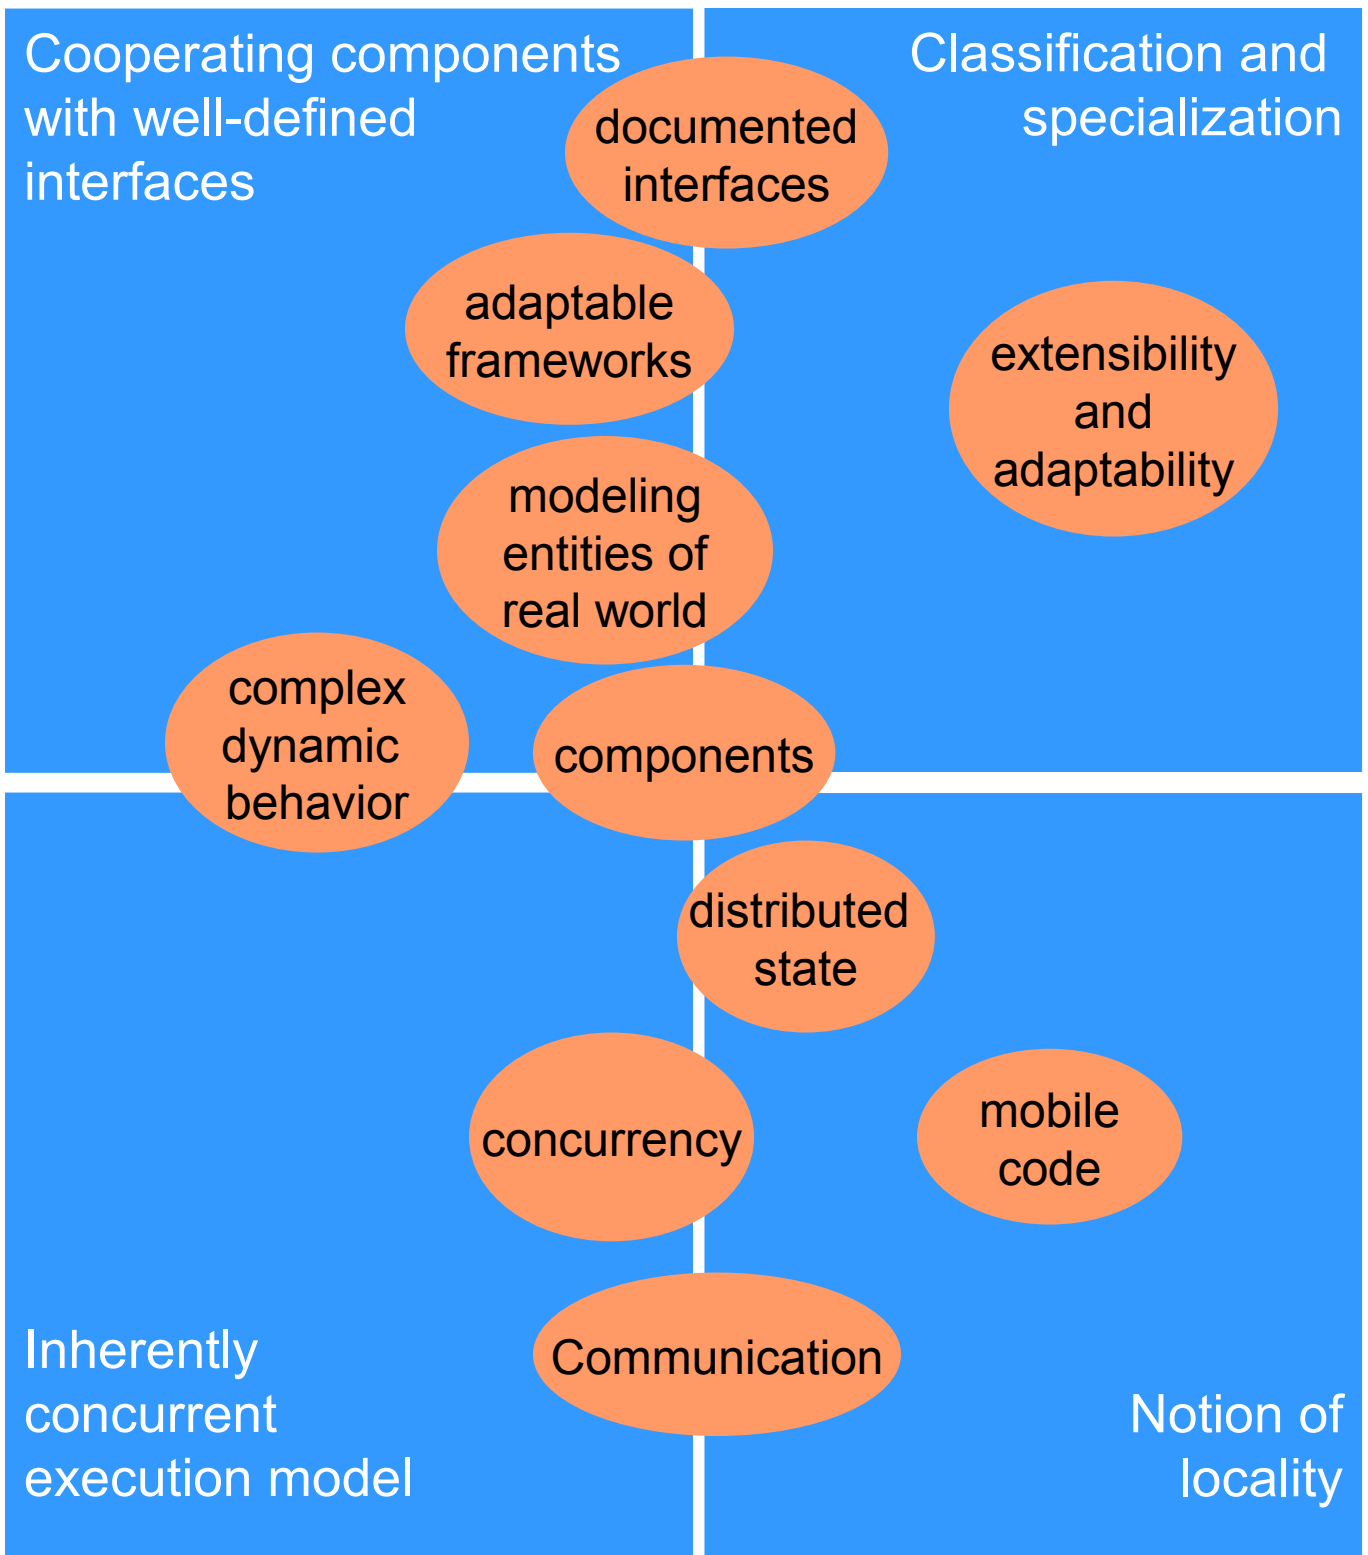 Cooperating components
with well-defined
interfaces
Classification and
specialization
documented
interfaces
adaptable
frameworks
extensibility
and
adaptability
modeling
entities of
real world
complex
dynamic
behavior
components
distributed
state
concurrency
mobile
code
Communication
Inherently
concurrent
execution model
Notion of
locality